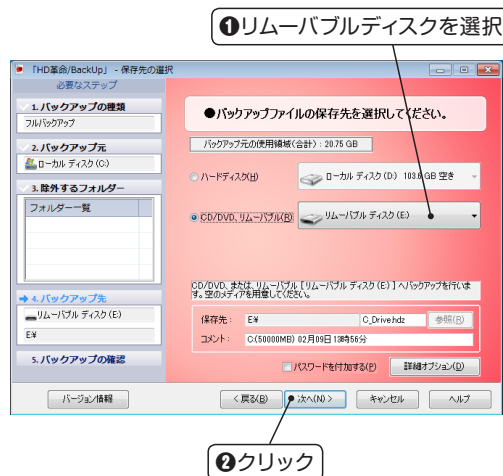 ❶リムーバブルディスクを選択
「HD革命/BackUp」 - 保存先の選択
必要なステップ
1. バックアップの種類
フルバックアップ
2. バックアップ元
ローカル ディスク (C:)
3. 除外するフォルダー
フォルダー一覧
4. バックアップ先
リムーバブル ディスク (E:)
E:¥
5. バックアップの確認
●バックアップファイルの保存先を選択してください。
バックアップ元の使用領域(合計) : 20.75 GB
ハードディスク(H)
ローカル ディスク (D:) 103.6 GB 空き
CD/DVD、リムーバブル(R)
リムーバブル ディスク (E:)
CD/DVD、または、リムーバブル [リムーバブル ディスク (E:) ] へバックアップを行いま
す。空のメディアを用意してください。
保存先 : E:¥ C_Drive.hdz 参照(R)
コメント : C:(50000MB) 02月09日 13時56分
パスワードを付加する(P) 詳細オプション(D)
バージョン情報 < 戻る(B) 次へ(N) > キャンセル ヘルプ
❷クリック